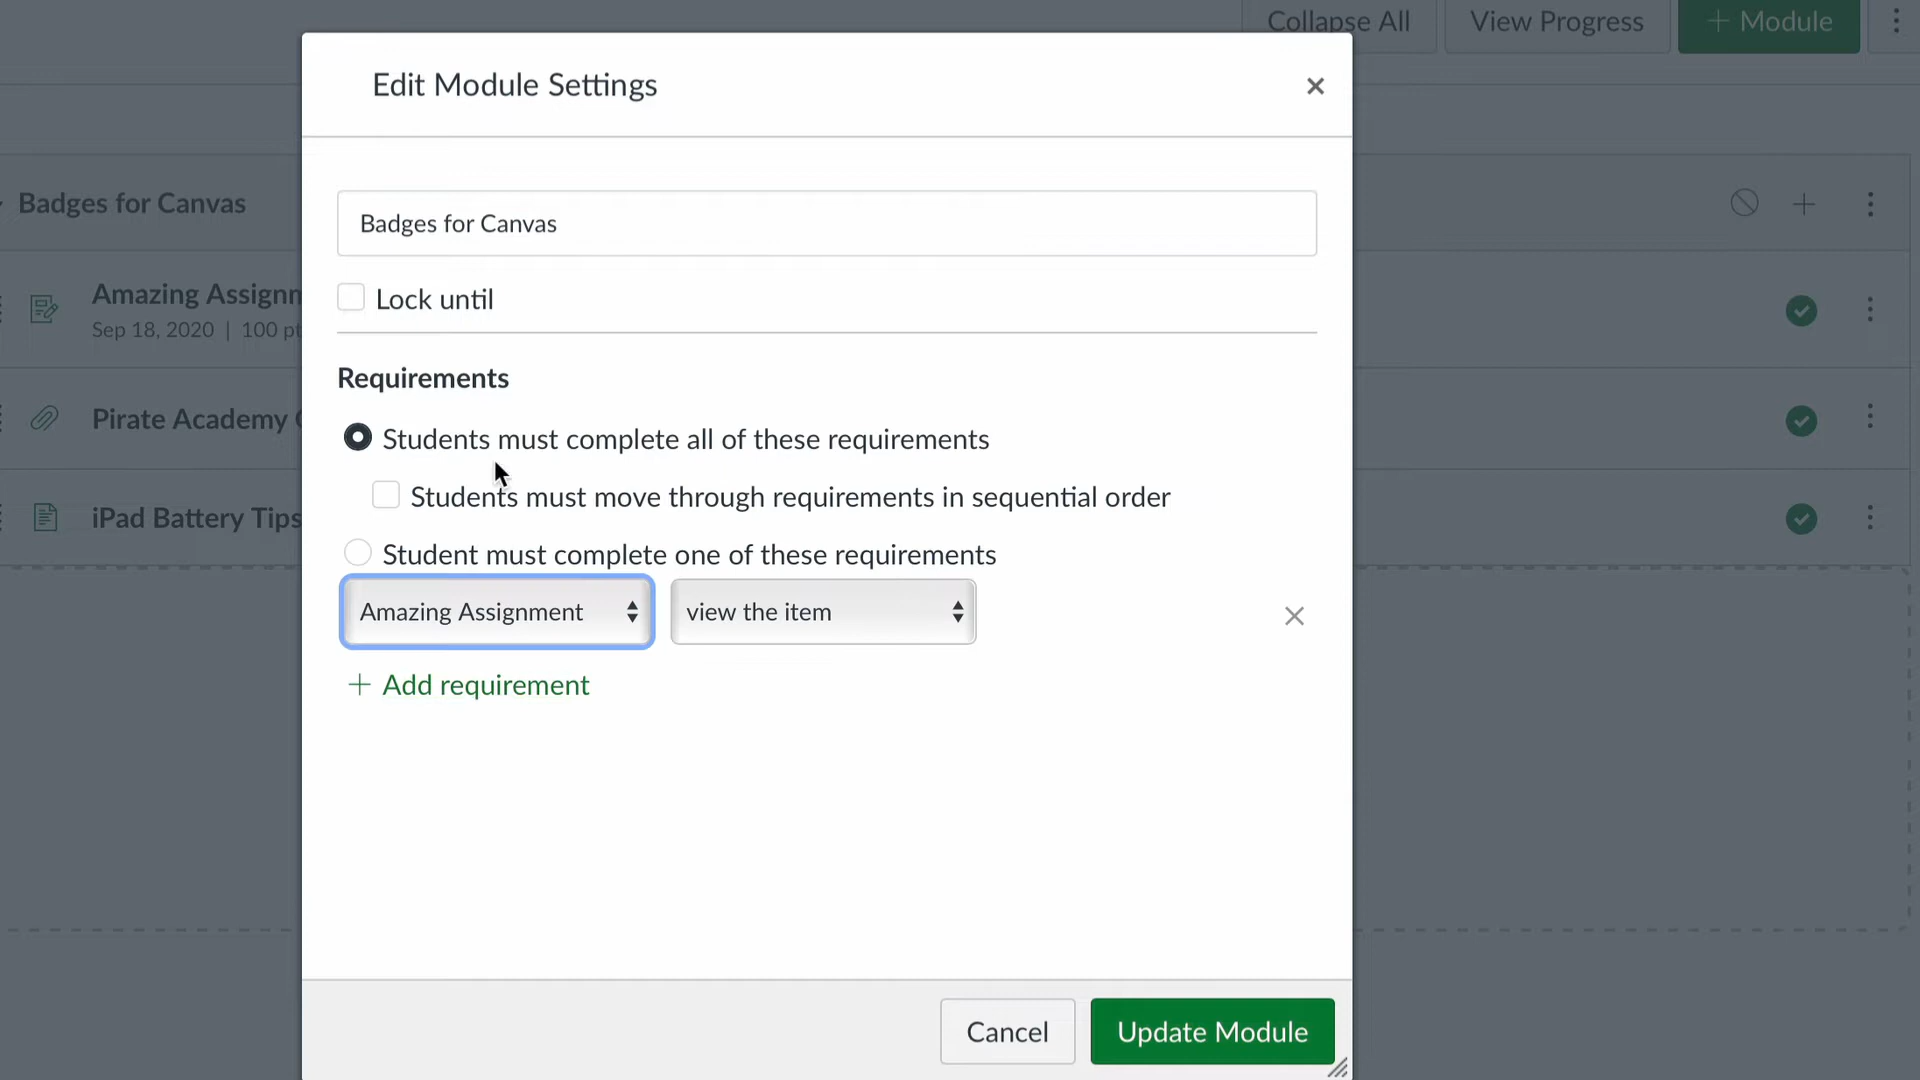 Collapse All View Progress + Module
Edit Module Settings
Badges for Canvas
Badges for Canvas
Lock until
Amazing
Sep 18, 2020 | 100
Requirements
Students must complete all of these requirements
Pirate Academy
Students must move through requirements in sequential order
iPad Battery Tips
Student must complete one of these requirements
Amazing Assignment view the item
+ Add requirement
Cancel Update Module